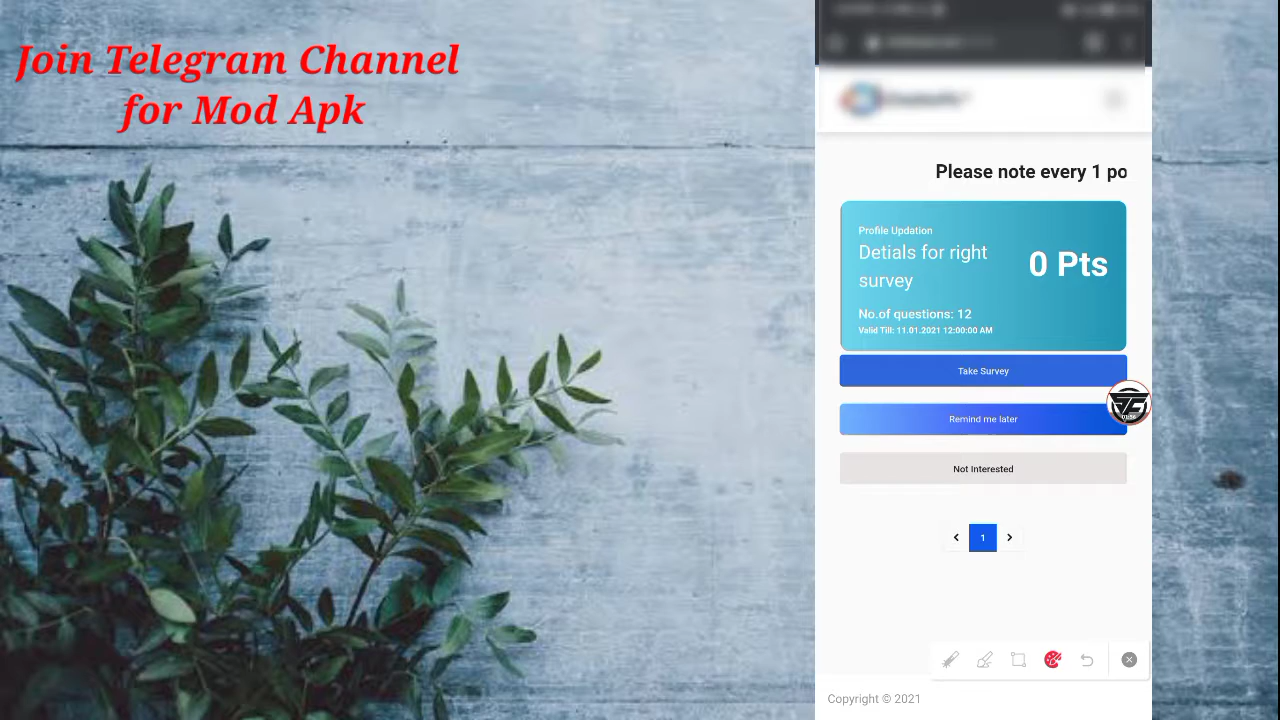 Join Telegram Channel
for Mod Apk
Please note every 1 po
Profile Updation
Detials for right
survey
0 Pts
No.of questions: 12
Valid Till: 11.01.2021 12:00:00 AM
Take Survey
Remind me later
Not Interested
1
Copyright © 2021